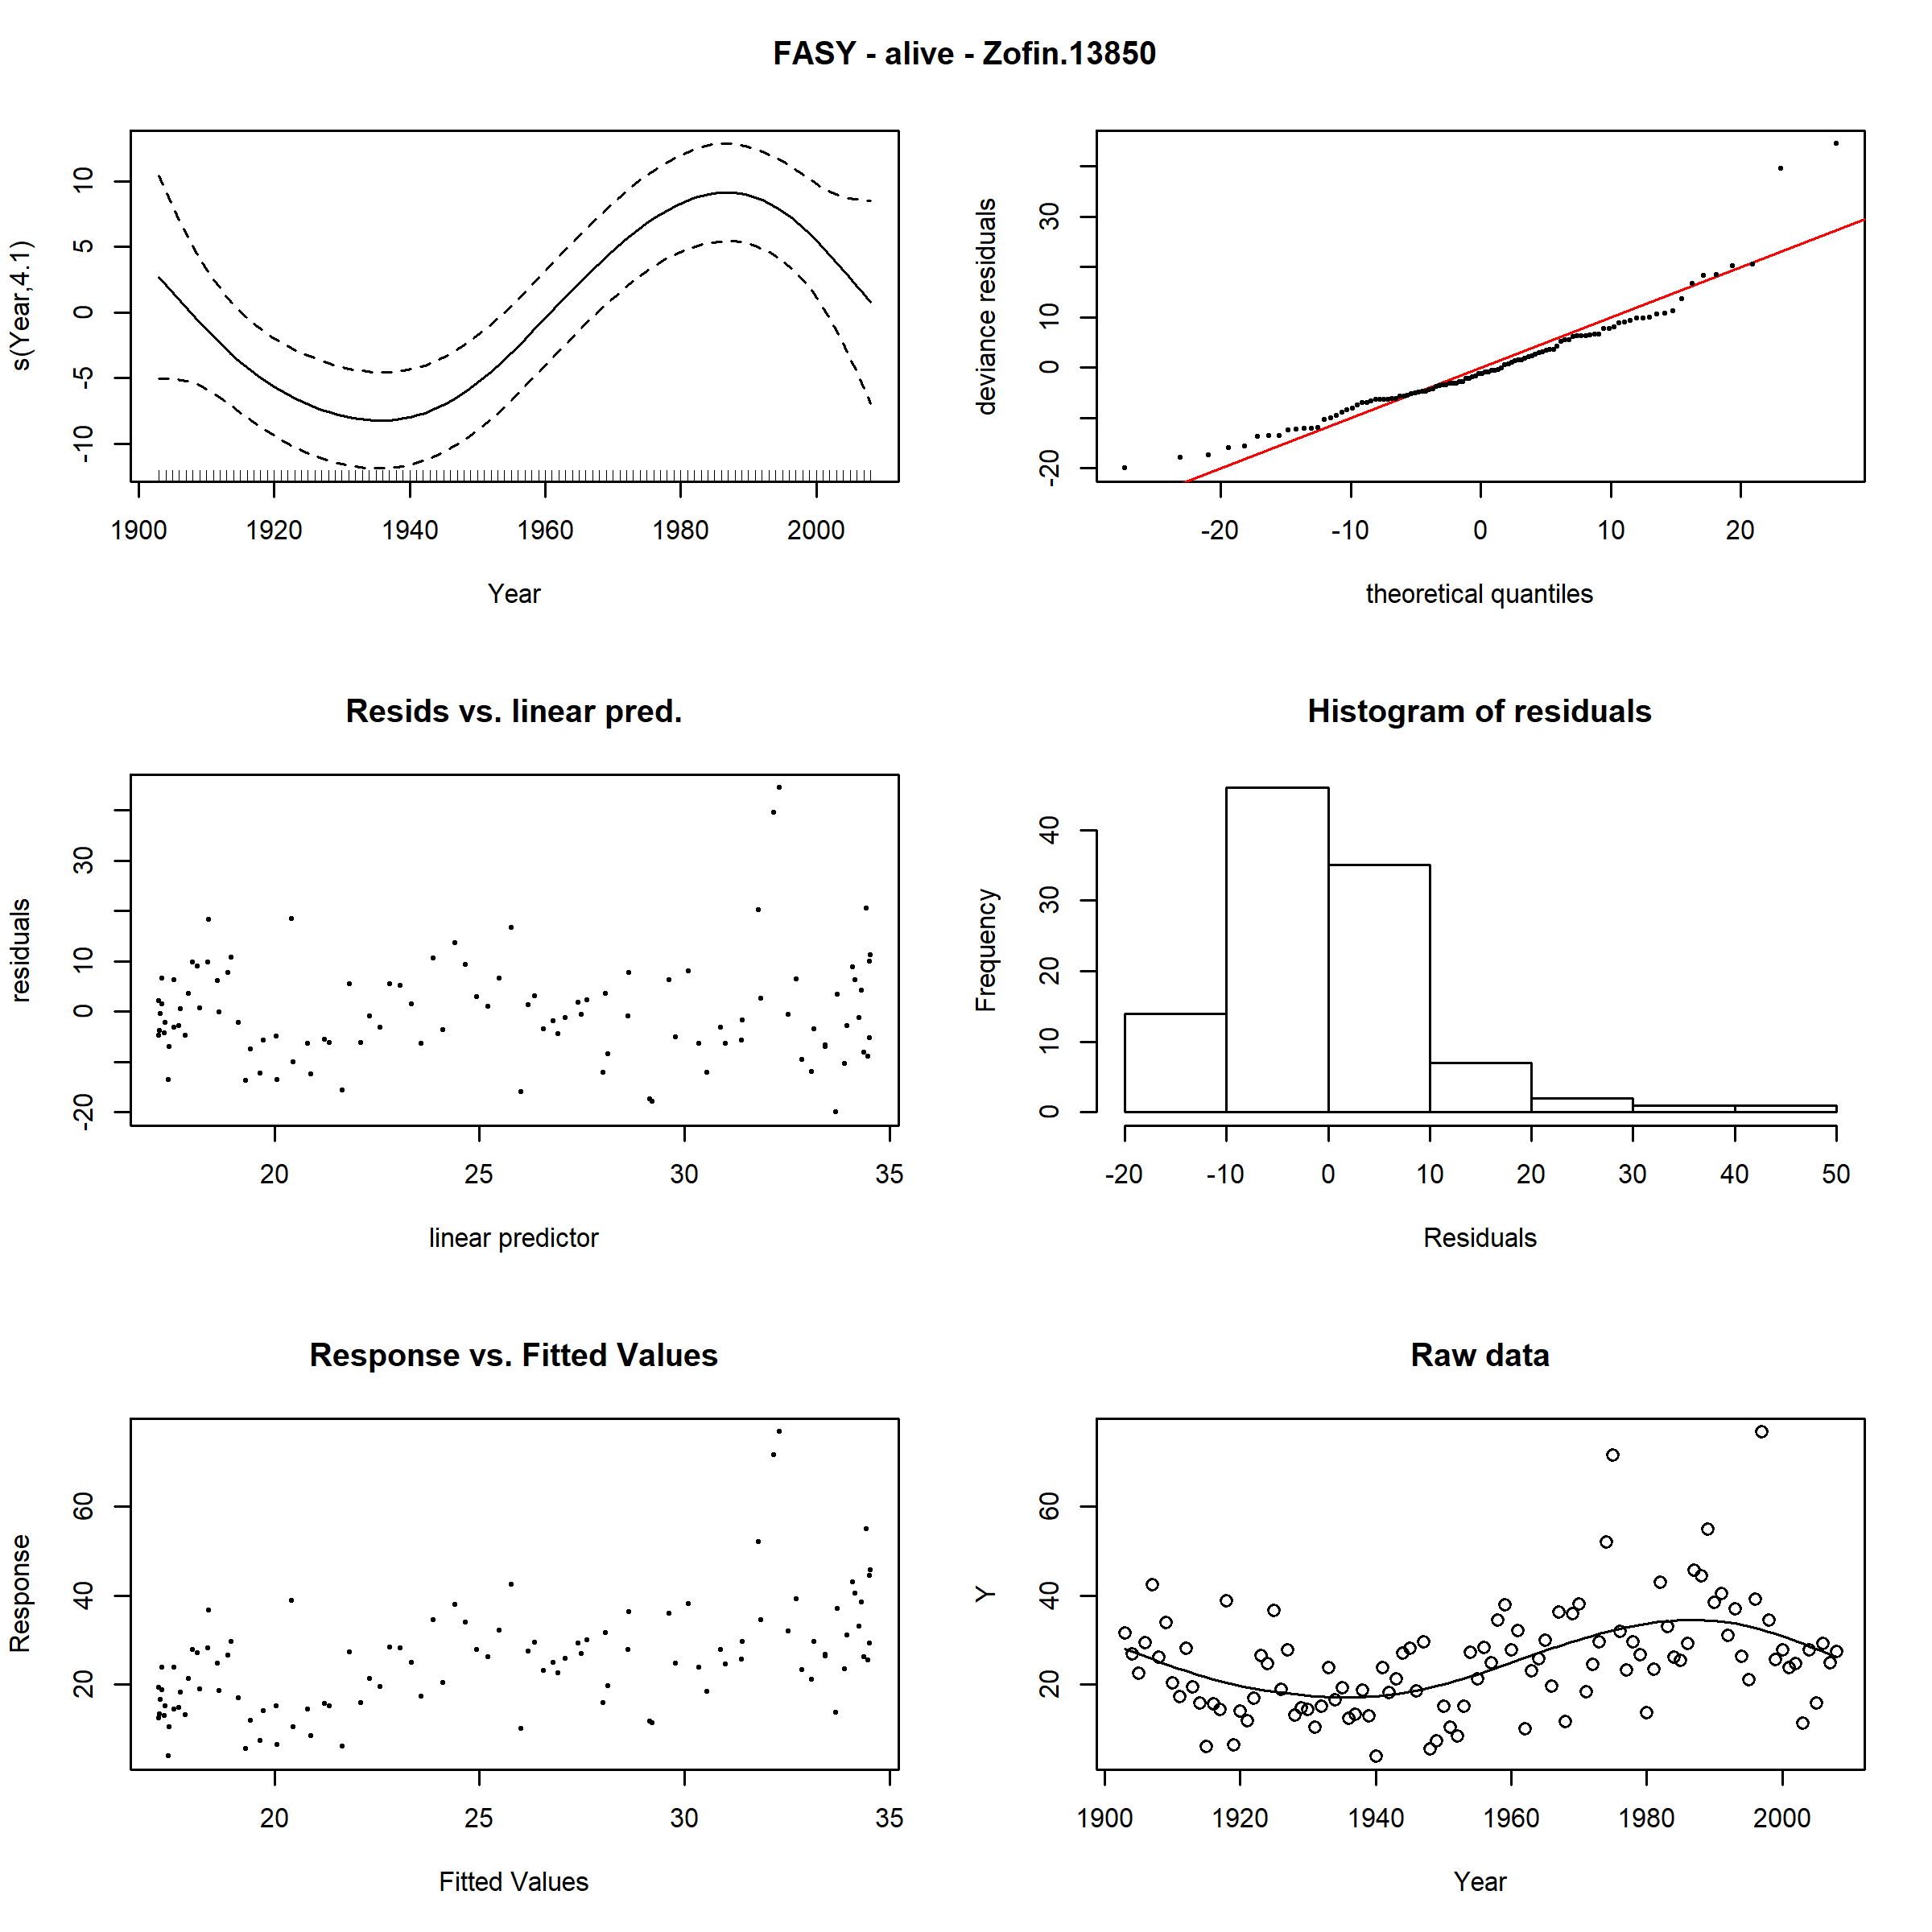 FASY - alive - Zofin.13850
s(Year,4.1)
10
5
0
-5
-10
1900 1920 1940 1960 1980 2000
Year
deviance residuals
30
10
0
-20
-20 -10 0 10 20
theoretical quantiles
Resids vs. linear pred.
residuals
30
10
0
-20
20 25 30 35
linear predictor
Histogram of residuals
Frequency
40
30
20
10
0
-20 -10 0 10 20 30 40 50
Residuals
Response vs. Fitted Values
Response
60
40
20
20 25 30 35
Fitted Values
Raw data
Y
60
40
20
1900 1920 1940 1960 1980 2000
Year